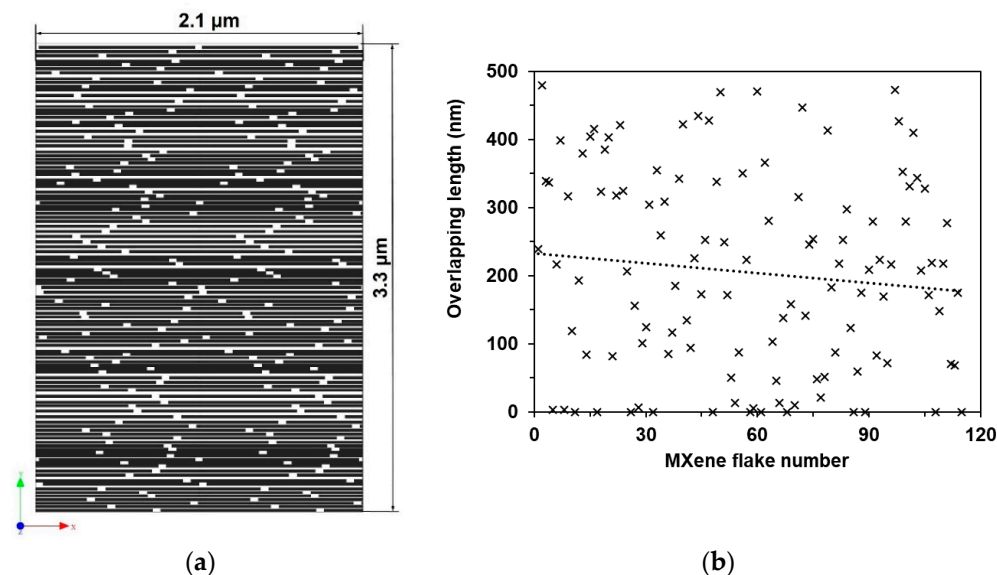 2.1 µm
3.3 µm
Y
X
Z
(a)
Overlapping length (nm)
500
400
300
200
100
0
0 30 60 90 120
MXene flake number
(b)